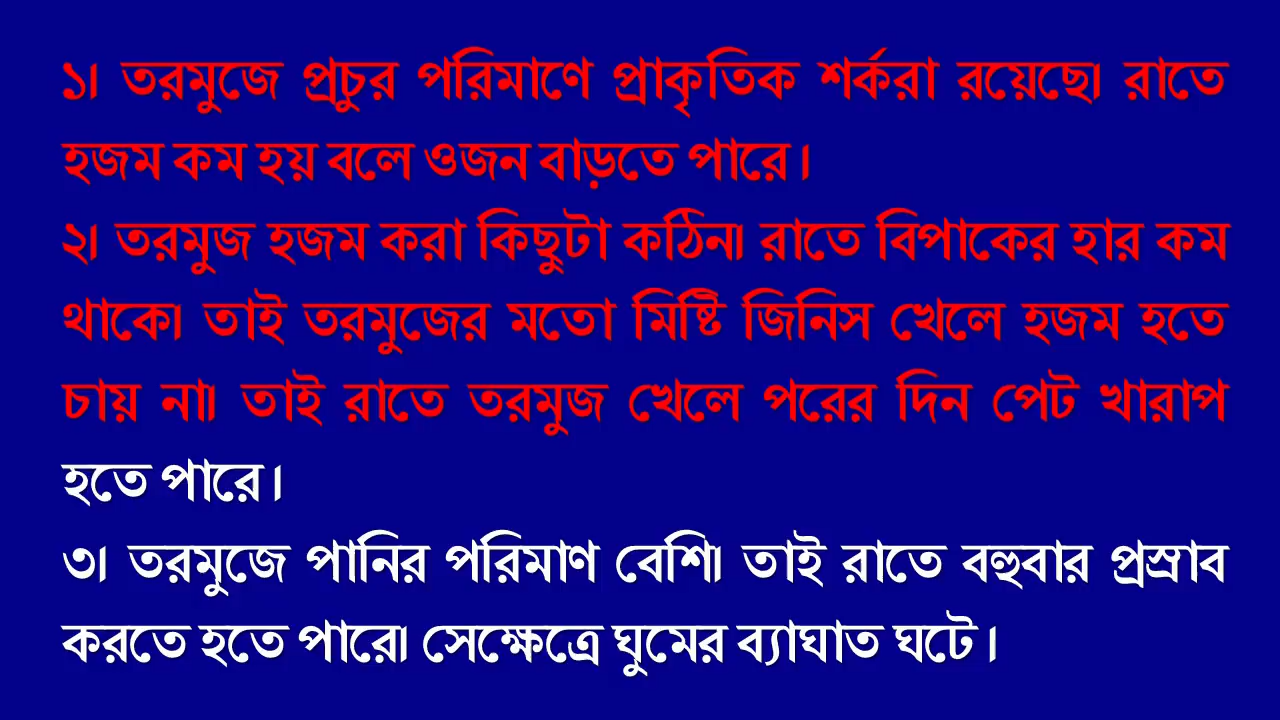 ১। তরমুজে প্রচুর পরিমাণে প্রাকৃতিক শর্করা রয়েছে। রাতে
হজম কম হয় বলে ওজন বাড়তে পারে।
২। তরমুজ হজম করা কিছুটা কঠিন। রাতে বিপাকের হার কম
থাকে। তাই তরমুজের মতো মিষ্টি জিনিস খেলে হজম হতে
চায় না। তাই রাতে তরমুজ খেলে পরের দিন পেট খারাপ
হতে পারে।
৩। তরমুজে পানির পরিমাণ বেশি। তাই রাতে বহুবার প্রস্রাব
করতে হতে পারে। সেক্ষেত্রে ঘুমের ব্যাঘাত ঘটে।